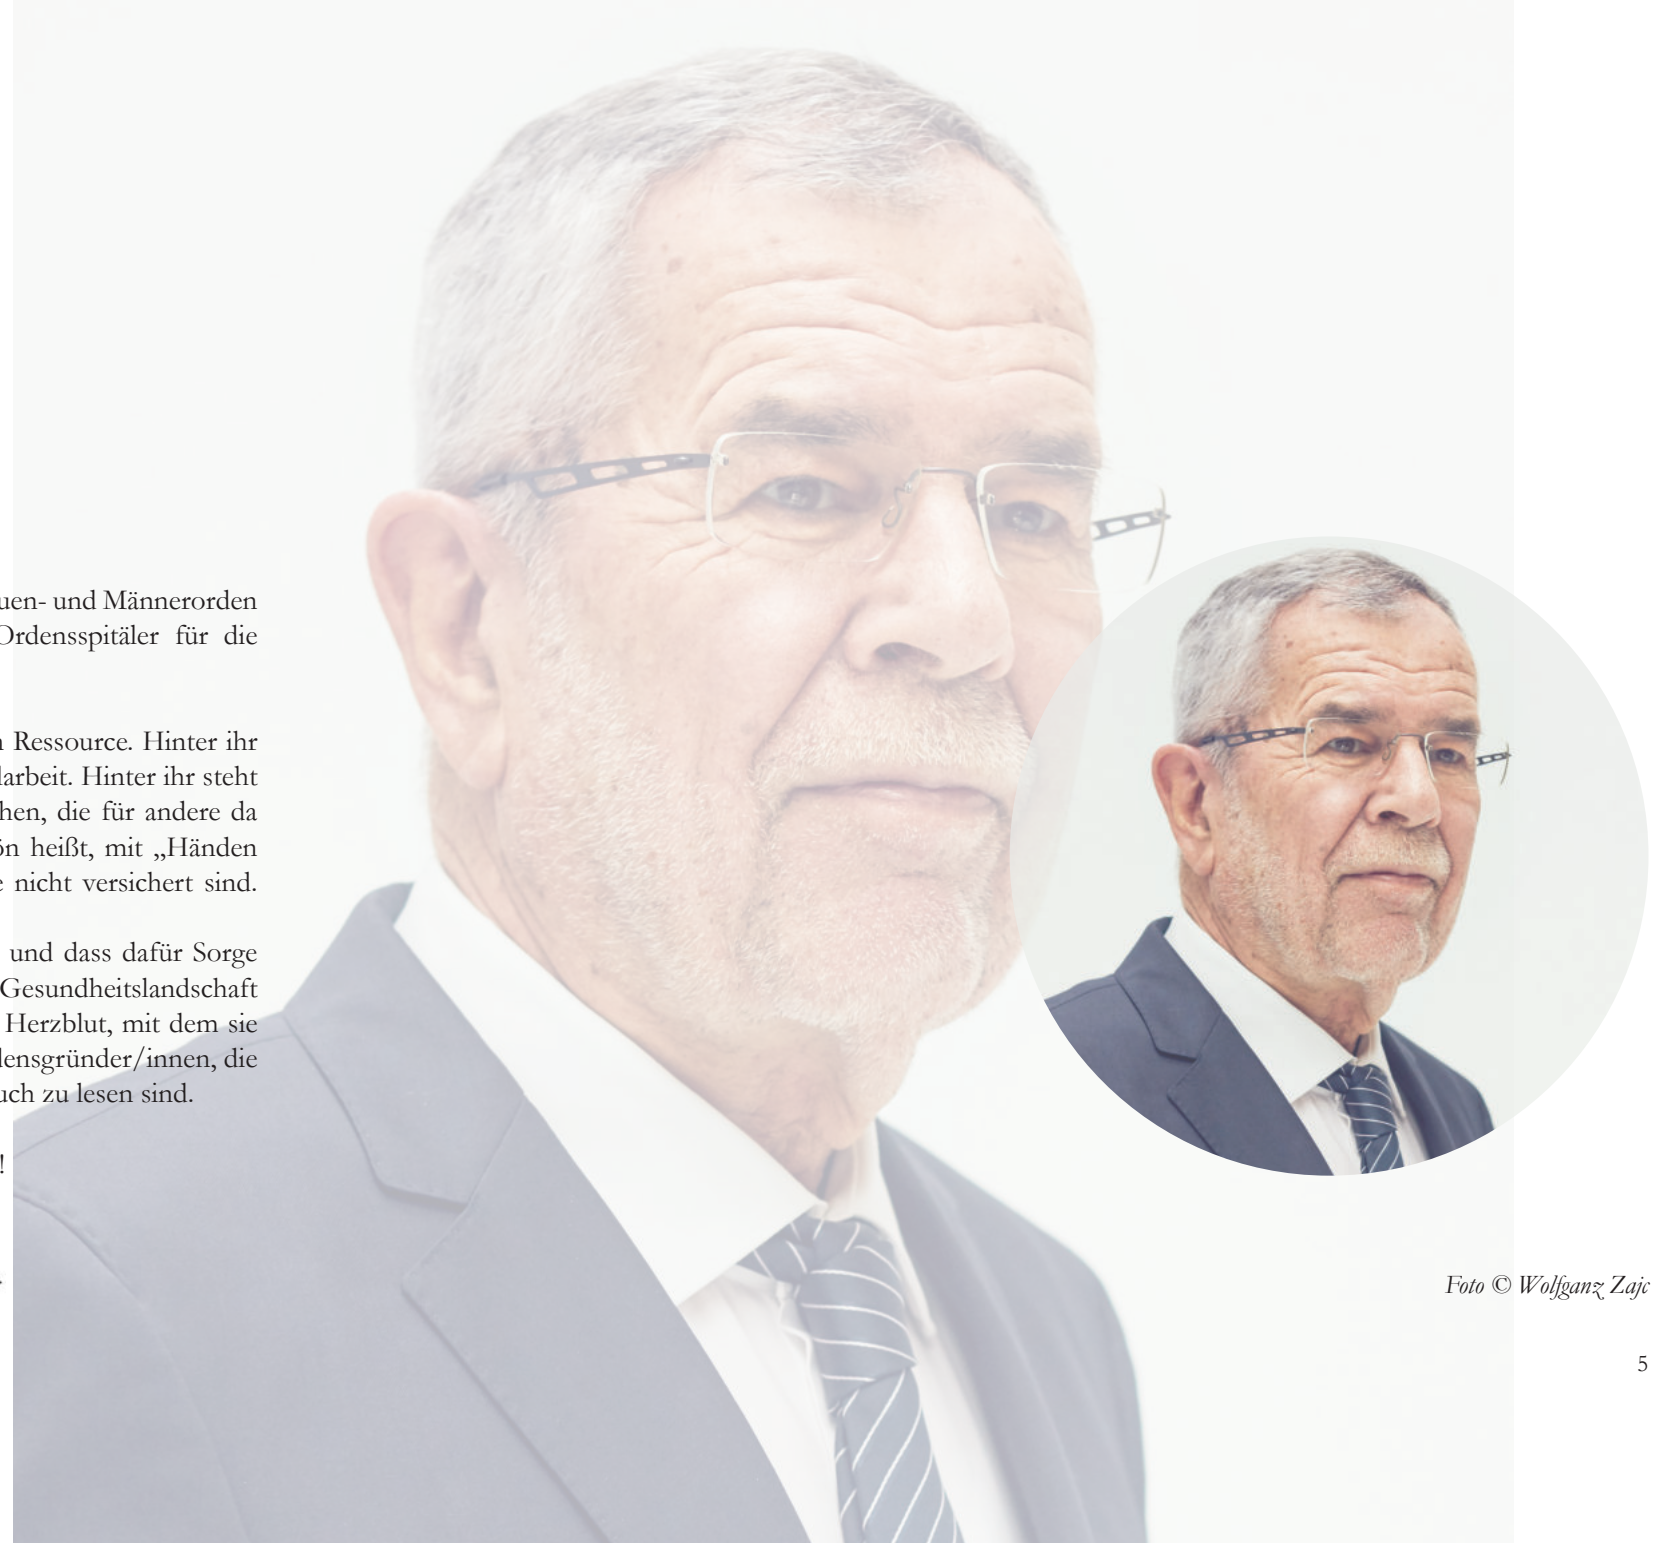 uen- und Männerorden
Ordensspitäler für die
Ressource. Hinter ihr
larbeit. Hinter ihr steht
hen, die für andere da
ön heißt, mit „Händen
e nicht versichert sind.
und dass dafür Sorge
Gesundheitslandschaft
Herzblut, mit dem sie
lensgründer/innen, die
uch zu lesen sind.
!
Foto © Wolfganz Zajc
5